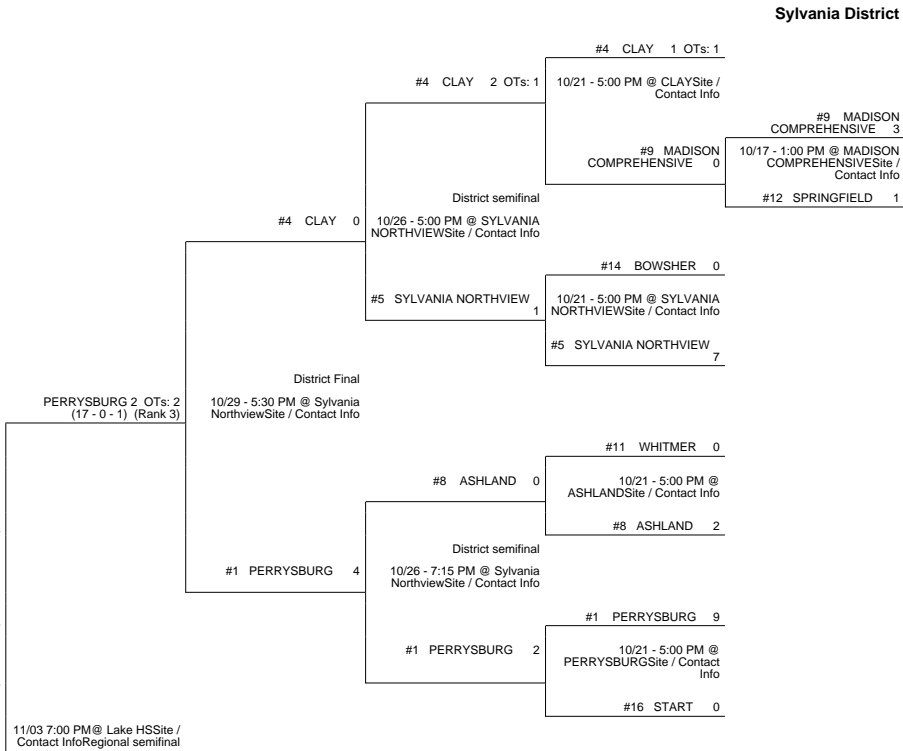 Sylvania District
#4 CLAY 1 OTs: 1
#4 CLAY 2 OTs: 1
10/21 - 5:00 PM @ CLAYSite /
Contact Info
#9 MADISON
COMPREHENSIVE 3
#9 MADISON
COMPREHENSIVE 0
10/17 - 1:00 PM @ MADISON
COMPREHENSIVESite /
Contact Info
#12 SPRINGFIELD 1
District semifinal
#4 CLAY 0
10/26 - 5:00 PM @ SYLVANIA
NORTHVIEWSite / Contact Info
#14 BOWSHER 0
#5 SYLVANIA NORTHVIEW
1
10/21 - 5:00 PM @ SYLVANIA
NORTHVIEWSite / Contact Info
#5 SYLVANIA NORTHVIEW
7
District Final
PERRYSBURG 2 OTs: 2
(17 - 0 - 1) (Rank 3)
10/29 - 5:30 PM @ Sylvania
NorthviewSite / Contact Info
#11 WHITMER 0
#8 ASHLAND 0
10/21 - 5:00 PM @
ASHLANDSite / Contact Info
#8 ASHLAND 2
District semifinal
#1 PERRYSBURG 4
10/26 - 7:15 PM @ Sylvania
NorthviewSite / Contact Info
#1 PERRYSBURG 9
#1 PERRYSBURG 2
10/21 - 5:00 PM @
PERRYSBURGSite / Contact
Info
#16 START 0
11/03 7:00 PM@ Lake HSSite /
Contact InfoRegional semifinal